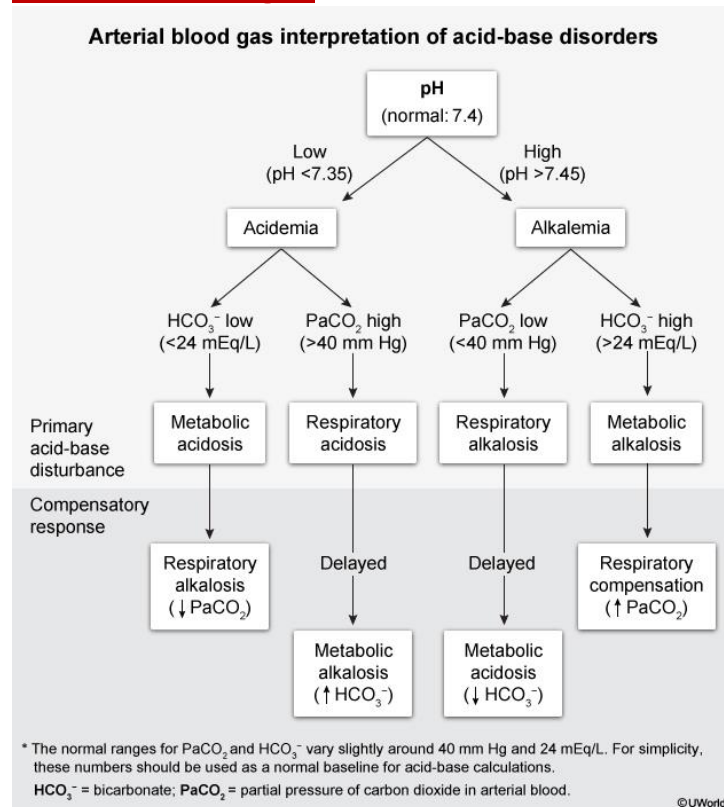 Arterial blood gas interpretation of acid-base disorders
pH
(normal: 7.4)
Low
(pH <7.35)
High
(pH >7.45)
Acidemia
Alkalemia
HCO₃⁻ low
(<24 mEq/L)
PaCO₂ high
(>40 mm Hg)
PaCO₂ low
(<40 mm Hg)
HCO₃⁻ high
(>24 mEq/L)
Primary
acid-base
disturbance
Metabolic
acidosis
Respiratory
acidosis
Respiratory
alkalosis
Metabolic
alkalosis
Compensatory
response
Respiratory
alkalosis
(↓PaCO₂)
Delayed
Delayed
Respiratory
compensation
(↑PaCO₂)
Metabolic
alkalosis
(↑HCO₃⁻)
Metabolic
acidosis
(↓HCO₃⁻)
* The normal ranges for PaCO₂ and HCO₃⁻ vary slightly around 40 mm Hg and 24 mEq/L. For simplicity,
these numbers should be used as a normal baseline for acid-base calculations.
HCO₃⁻ = bicarbonate; PaCO₂ = partial pressure of carbon dioxide in arterial blood.
©UWorld